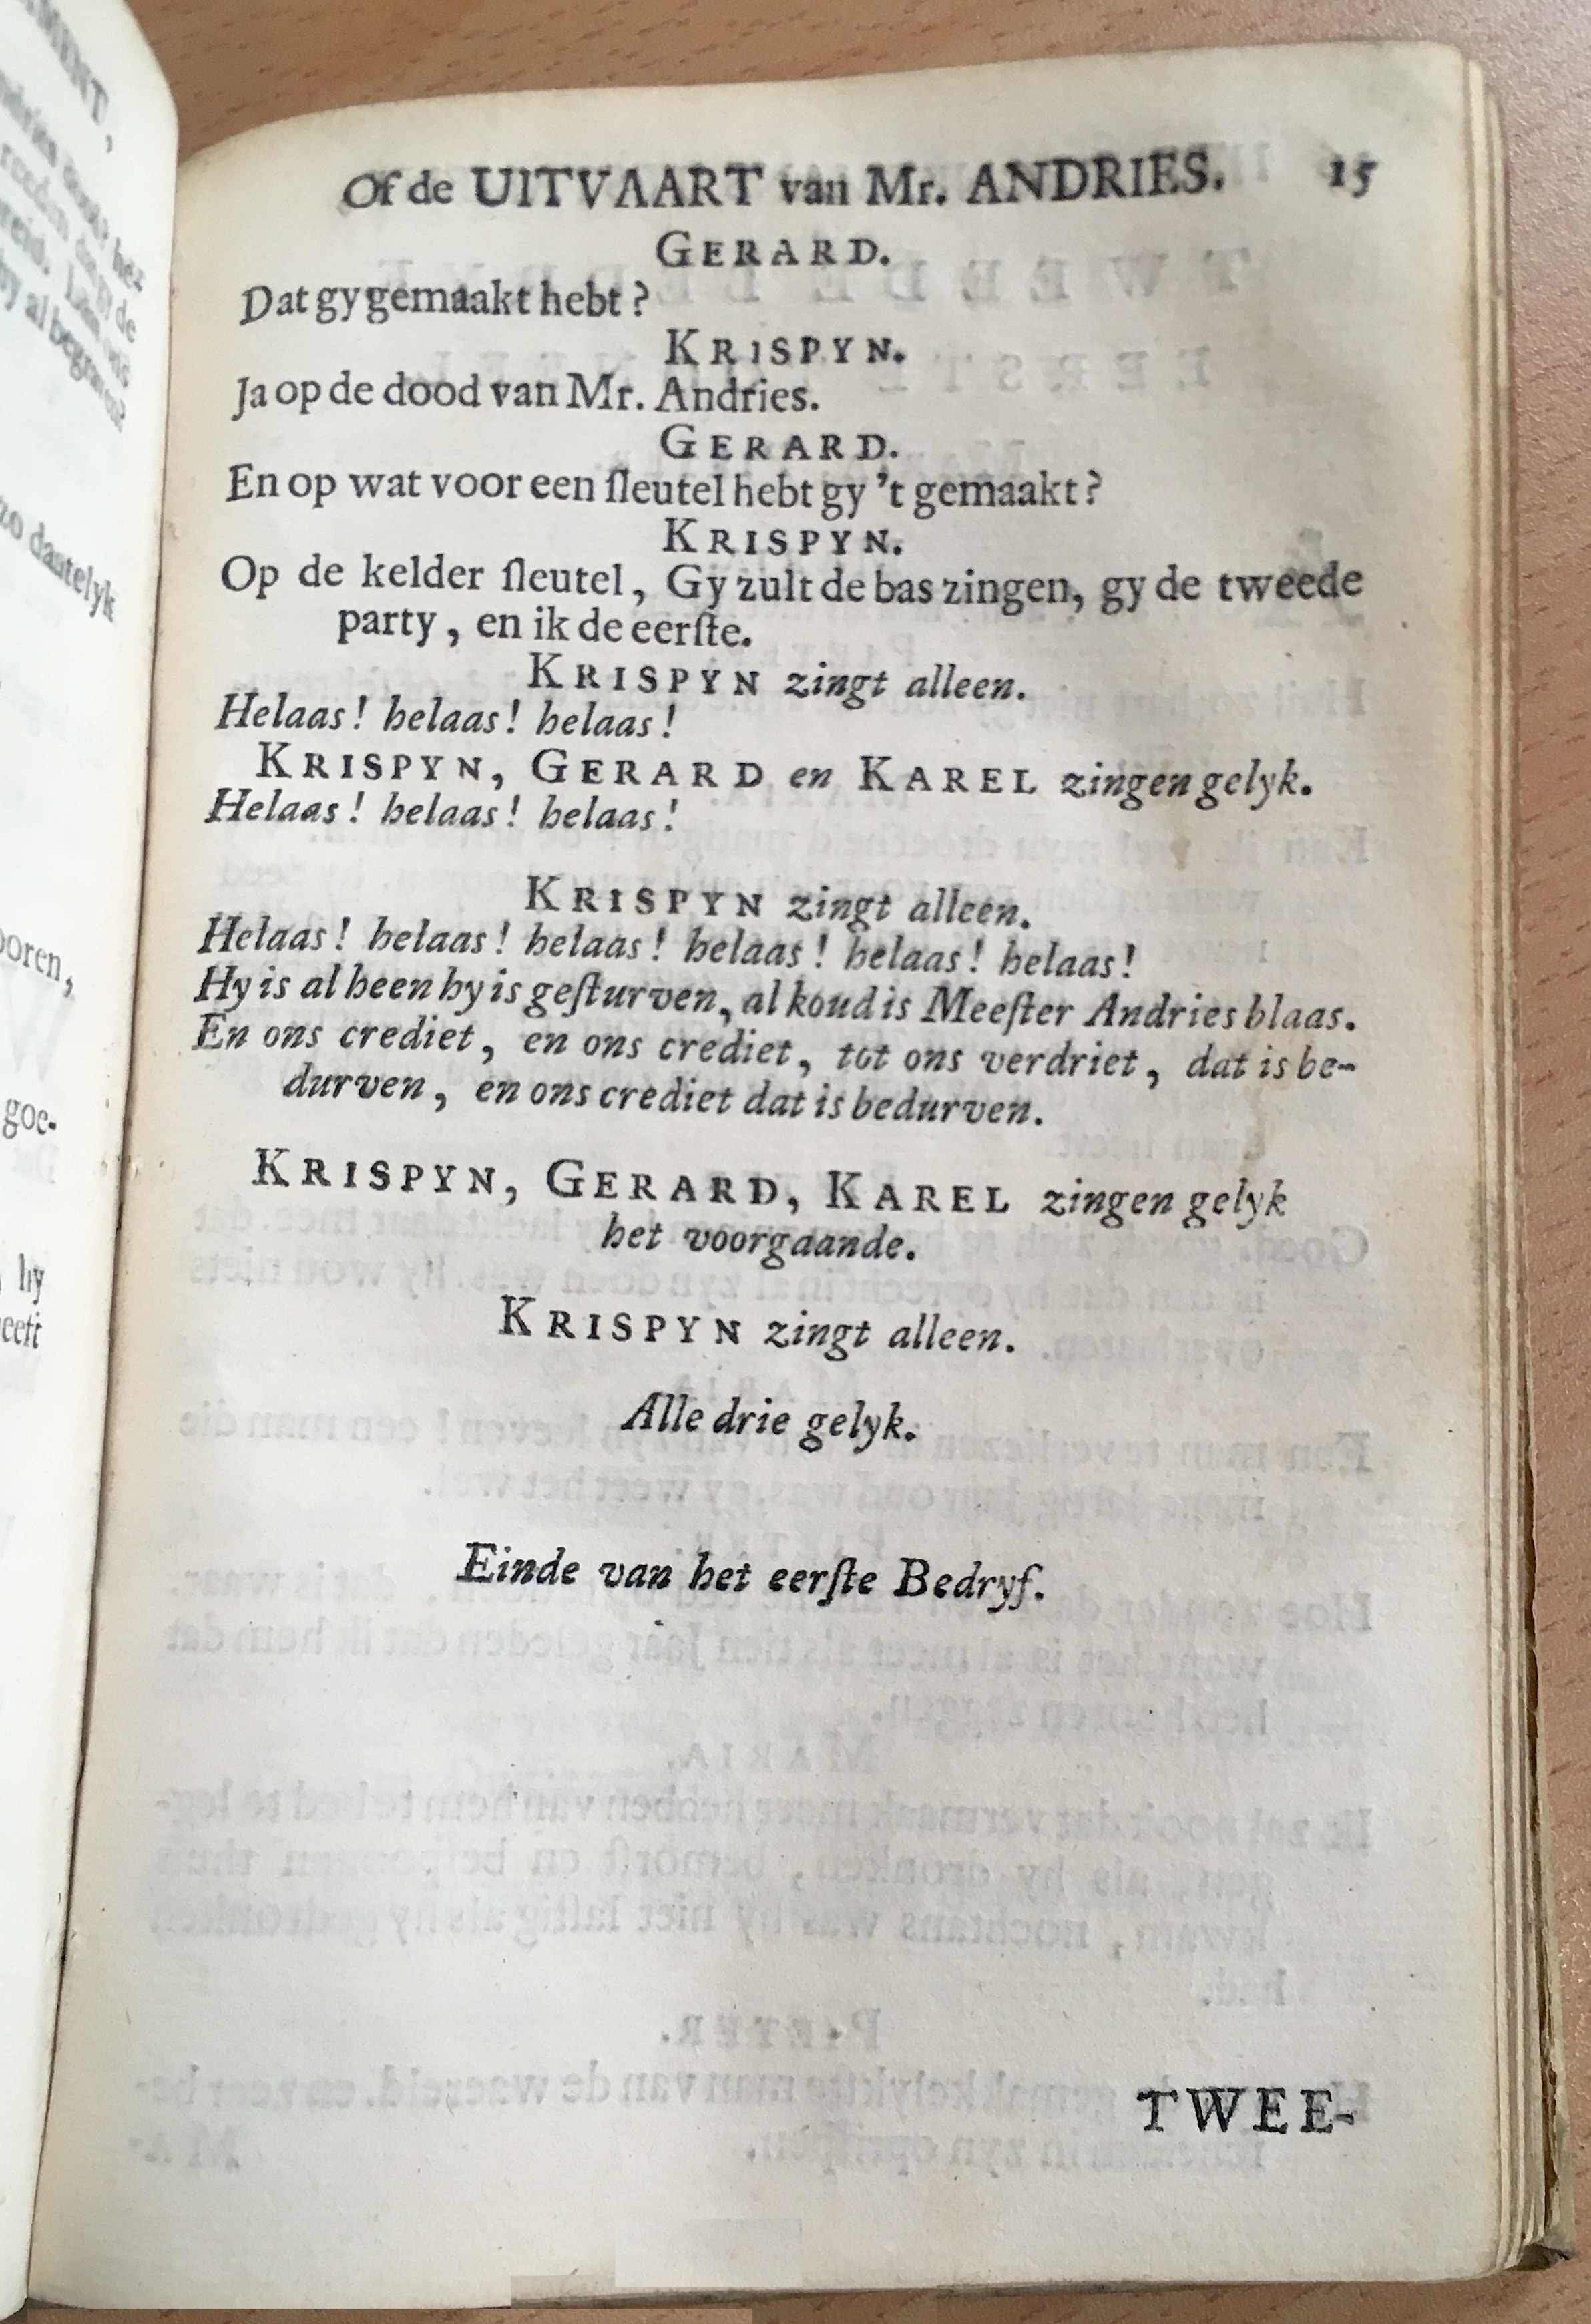 Of de UITVAART van Mr. ANDRIES. 15
GERARD.
Dat gy gemaakt hebt?
KRISPYN.
Ja op de dood van Mr. Andries.
GERARD.
En op wat voor een ſleutel hebt gy 't gemaakt?
KRISPYN.
Op de kelder ſleutel, Gy zult de bas zingen, gy de tweede
party, en ik de eerſte.
KRISPYN zingt alleen.
Helaas! helaas! helaas!
KRISPYN, GERARD en KAREL zingen gelyk.
Helaas! helaas! helaas!
KRISPYN zingt alleen.
Helaas! helaas! helaas! helaas! helaas! helaas!
Hy is al heen hy is geſturven, al koud is Meeſter Andries blaas.
En ons crediet, en ons crediet, tot ons verdriet, dat is be-
durven, en ons crediet dat is bedurven.
KRISPYN, GERARD, KAREL zingen gelyk
het voorgaande.
KRISPYN zingt alleen.
Alle drie gelyk.
Einde van het eerſte Bedryf.
TWEE-
zo daatelyk
goe-
hy